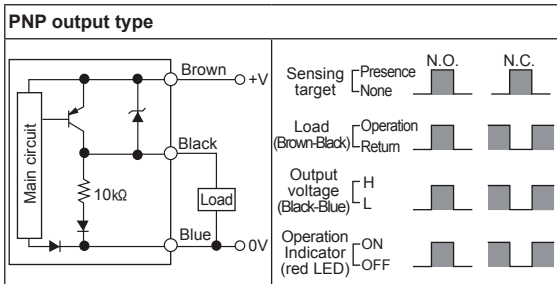 PNP output type
Main circuit
Brown
+V
Black
10kΩ
Load
Blue
0V
N.O.
N.C.
Sensing
target
Presence
None
Load
(Brown-Black)
Operation
Return
Output
voltage
(Black-Blue)
H
L
Operation
Indicator
(red LED)
ON
OFF